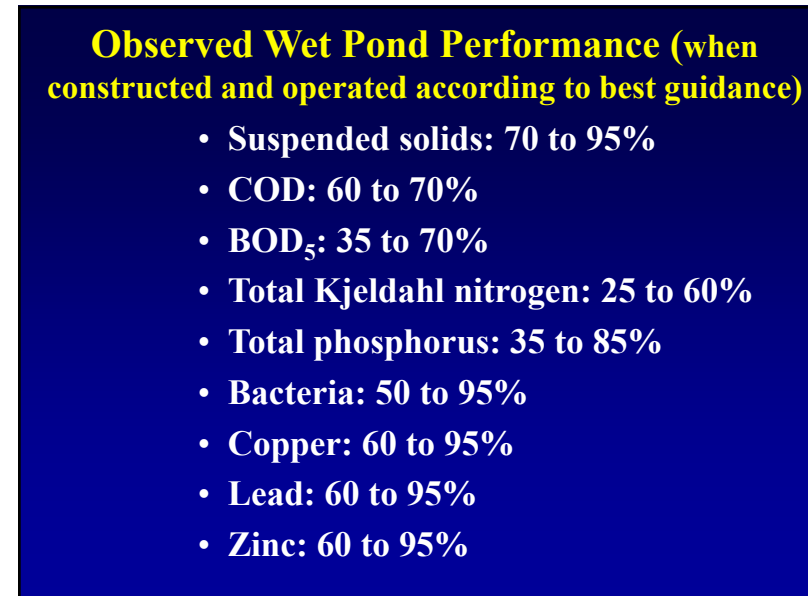 Observed Wet Pond Performance (when
constructed and operated according to best guidance)
• Suspended solids: 70 to 95%
• COD: 60 to 70%
• BOD₅: 35 to 70%
• Total Kjeldahl nitrogen: 25 to 60%
• Total phosphorus: 35 to 85%
• Bacteria: 50 to 95%
• Copper: 60 to 95%
• Lead: 60 to 95%
• Zinc: 60 to 95%